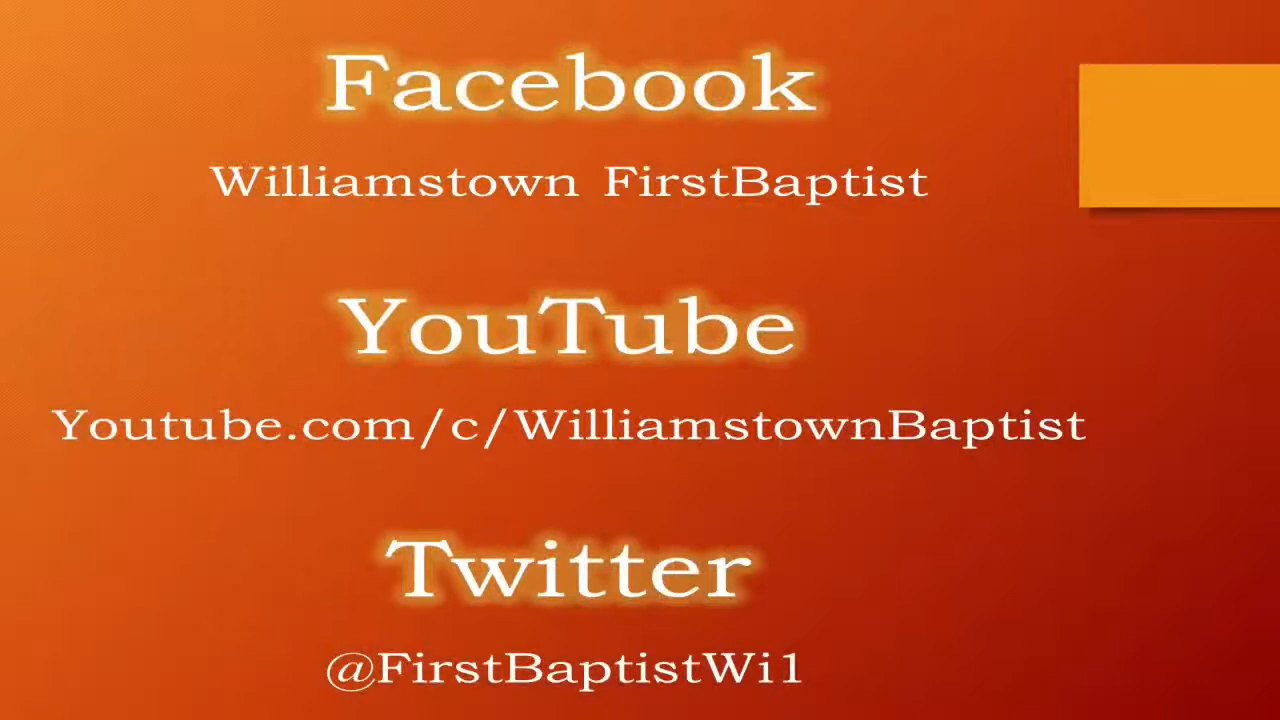 Facebook
Williamstown FirstBaptist
YouTube
Youtube.com/c/WilliamstownBaptist
Twitter
@FirstBaptistWi1